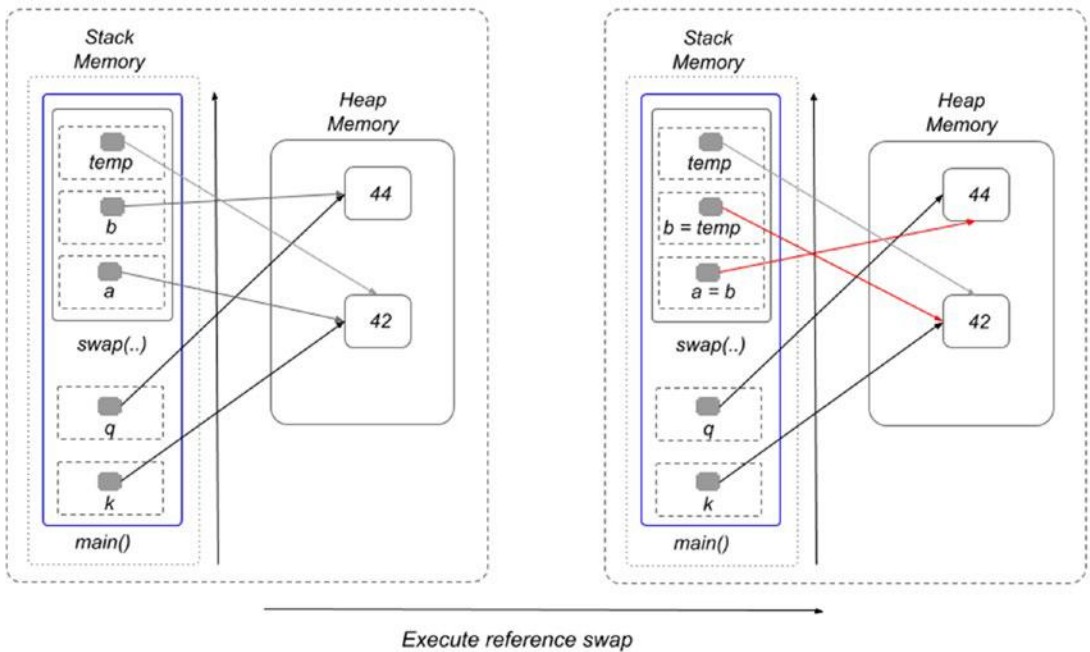 Stack
Memory
Heap
Memory
temp
b
a
swap(..)
q
k
main()
44
42
Stack
Memory
Heap
Memory
temp
b = temp
a = b
swap(..)
q
k
main()
44
42
Execute reference swap